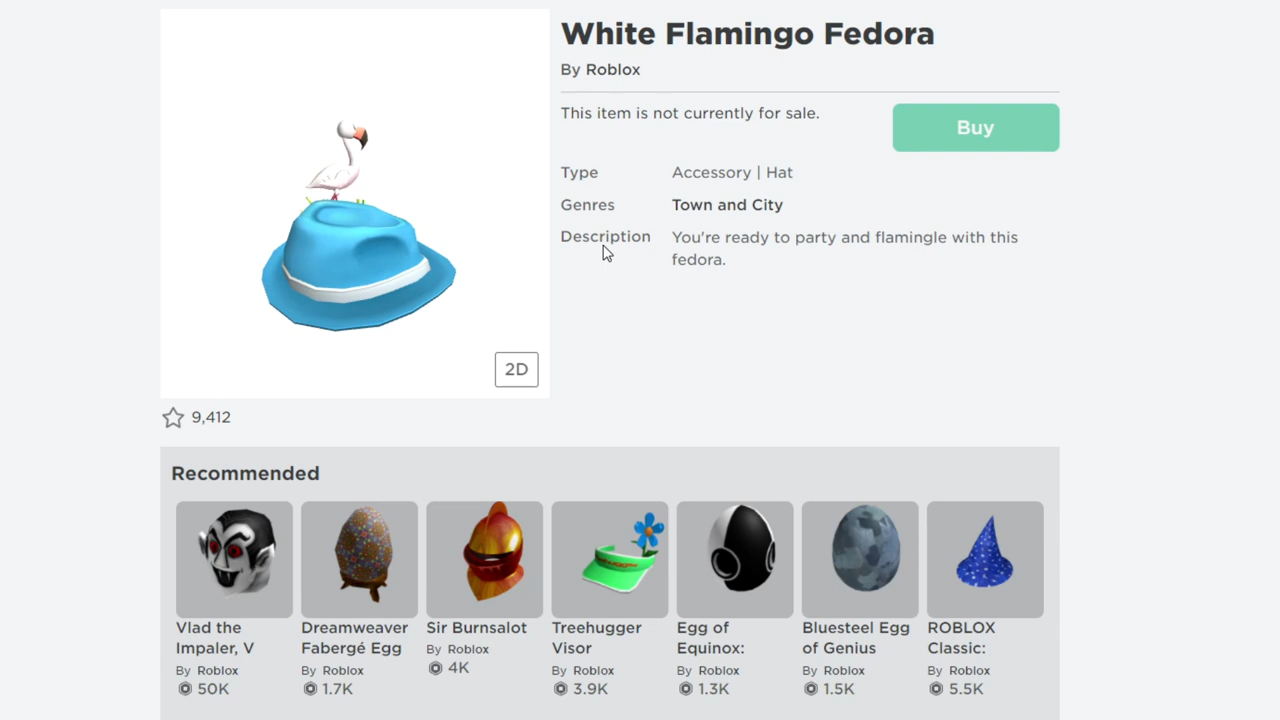 White Flamingo Fedora
By Roblox
This item is not currently for sale.
Buy
Type Accessory | Hat
Genres Town and City
Description You're ready to party and flamingle with this
fedora.
2D
9,412
Recommended
Vlad the
Impaler, V
By Roblox
50K
Dreamweaver
Fabergé Egg
By Roblox
1.7K
Sir Burnsalot
By Roblox
4K
Treehugger
Visor
By Roblox
3.9K
Egg of
Equinox:
By Roblox
1.3K
Bluesteel Egg
of Genius
By Roblox
1.5K
ROBLOX
Classic:
By Roblox
5.5K